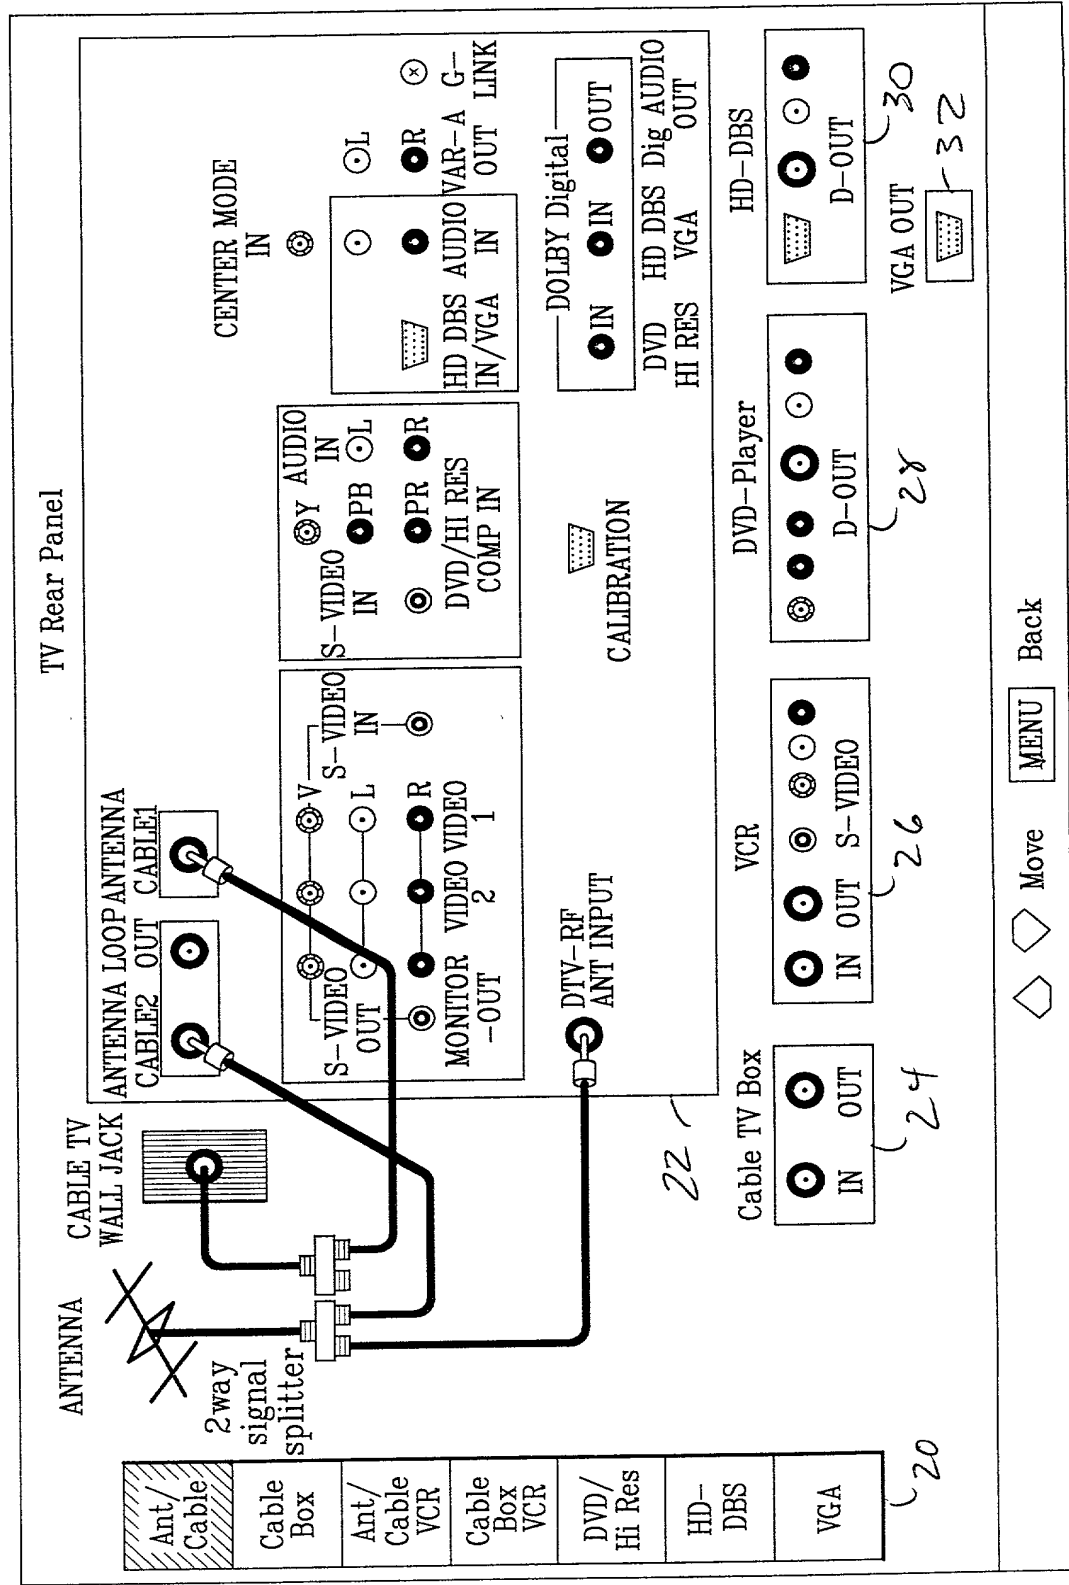 TV Rear Panel
ANTENNA
CABLE TV
WALL JACK
2way
signal
splitter
ANTENNA LOOP ANTENNA
CABLE2 OUT CABLE1
CENTER MODE
IN
S-VIDEO
OUT
V
L
R
S-VIDEO
IN
MONITOR
-OUT
VIDEO
2
VIDEO
1
S-VIDEO
IN
Y
PB
PR
AUDIO
IN
L
R
DVD/HI RES
COMP IN
HD DBS
IN/VGA
AUDIO
IN
L
R
VAR-A
OUT
G-
LINK
DTV-RF
ANT INPUT
CALIBRATION
DOLBY Digital
IN
IN
OUT
DVD
HI RES
HD DBS
VGA
Dig AUDIO
OUT
22
Ant/
Cable
Cable
Box
Ant/
Cable
VCR
Cable
Box
VCR
DVD/
Hi Res
HD-
DBS
VGA
20
Cable TV Box
IN OUT
24
VCR
IN OUT S-VIDEO
26
DVD-Player
D-OUT
28
HD-DBS
D-OUT
30
VGA OUT
32
Move MENU Back